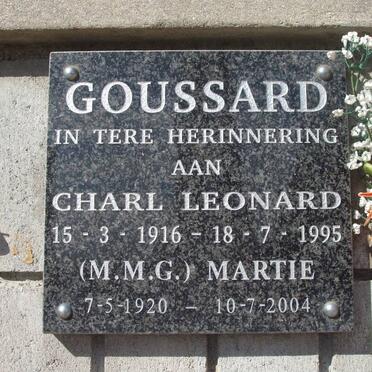 GOUSSARD
IN TERE HERINNERING
AAN
CHARL LEONARD
15 - 3 - 1916 - 18 - 7 - 1995
(M.M.G.) MARTIE
7-5-1920 - 10-7-2004